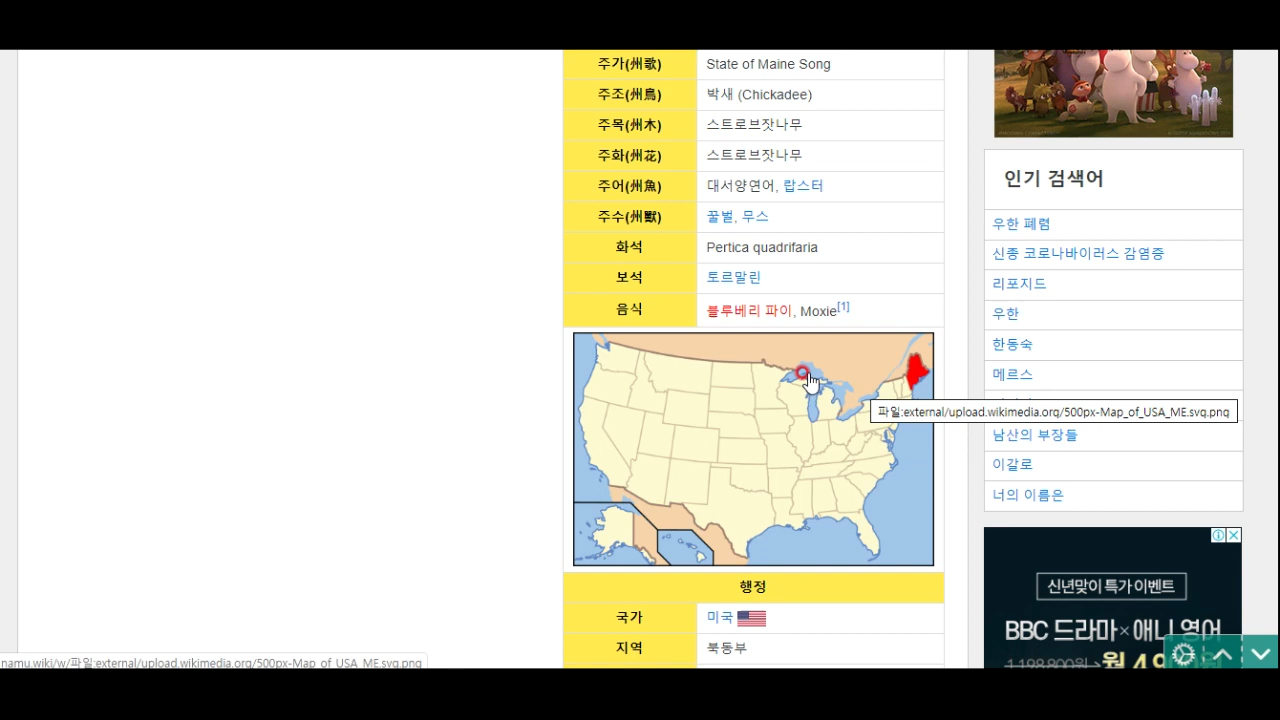 주가(州歌) State of Maine Song
주조(州鳥) 박새 (Chickadee)
주목(州木) 스트로브잣나무
주화(州花) 스트로브잣나무
주어(州魚) 대서양연어, 랍스터
주수(州獸) 꿀벌, 무스
화석 Pertica quadrifaria
보석 토르말린
음식 블루베리 파이, Moxie[1]
파일:external/upload.wikimedia.org/500px-Map_of_USA_ME.svg.png
행정
국가 미국
지역 북동부
namu.wiki/w/파일:external/upload.wikimedia.org/500px-Map_of_USA_ME.svg.png
인기 검색어
우한 폐렴
신종 코로나바이러스 감염증
리포지드
우한
한동숙
메르스
남산의 부장들
이갈로
너의 이름은
신년맞이 특가 이벤트
BBC 드라마×애니 영어